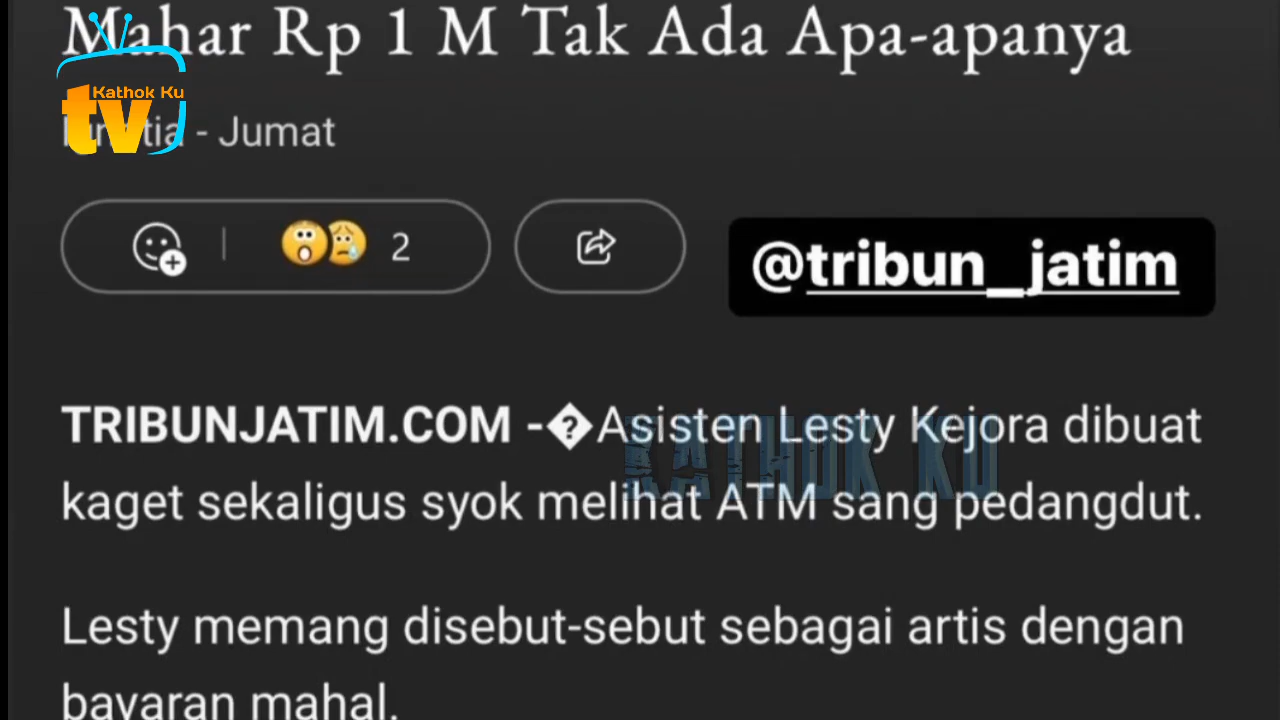 Mahar Rp 1 M Tak Ada Apa-apanya
Kathok Ku
tv
- Jumat
2
@tribun_jatim
TRIBUNJATIM.COM -�Asisten Lesty Kejora dibuat
KATHOK KU
kaget sekaligus syok melihat ATM sang pedangdut.
Lesty memang disebut-sebut sebagai artis dengan
bayaran mahal.